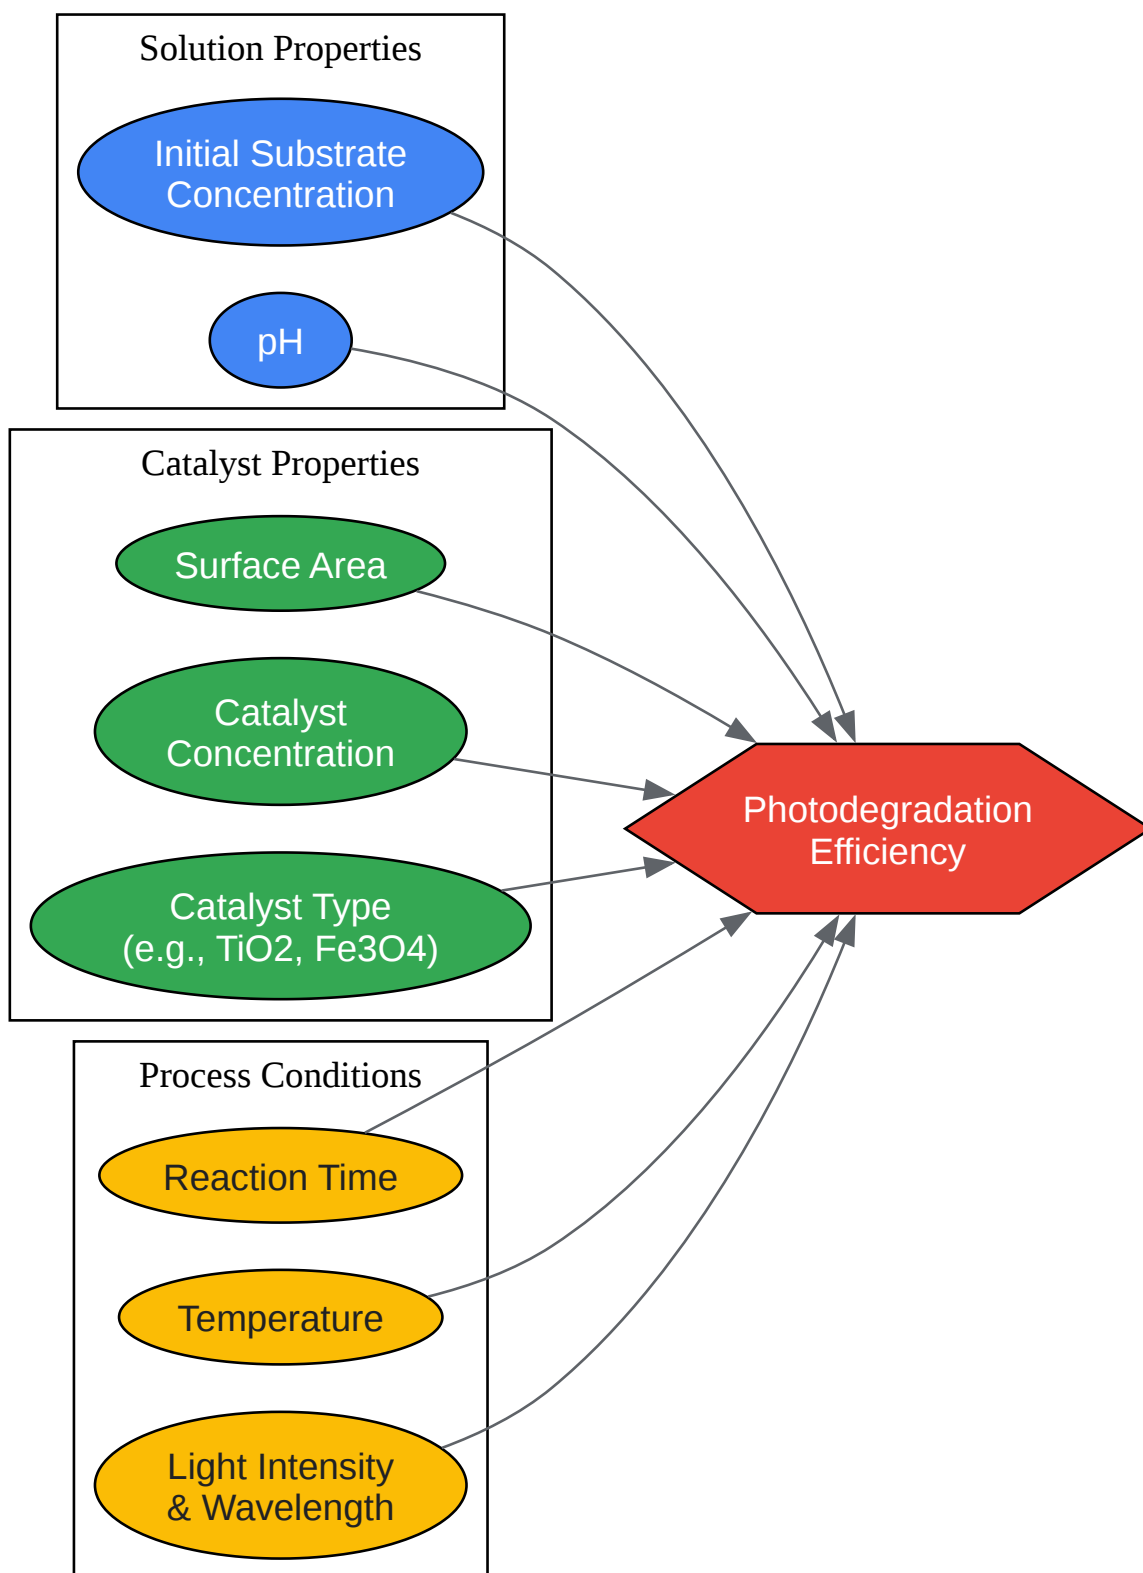 Solution Properties
Initial Substrate
Concentration
pH
Catalyst Properties
Surface Area
Catalyst
Concentration
Catalyst Type
(e.g., TiO2, Fe3O4)
Process Conditions
Reaction Time
Temperature
Light Intensity
& Wavelength
Photodegradation
Efficiency